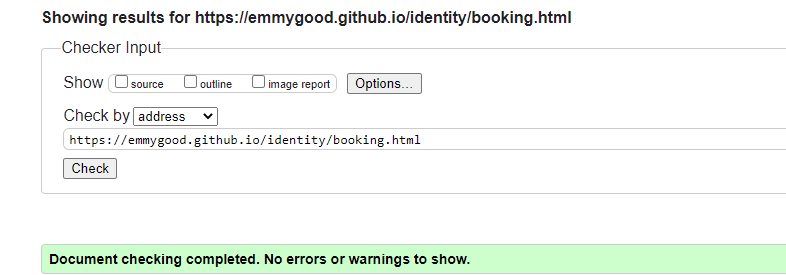 Showing results for https://emmygood.github.io/identity/booking.html
Checker Input
Show source outline image report Options...
Check by address
https://emmygood.github.io/identity/booking.html
Check
Document checking completed. No errors or warnings to show.